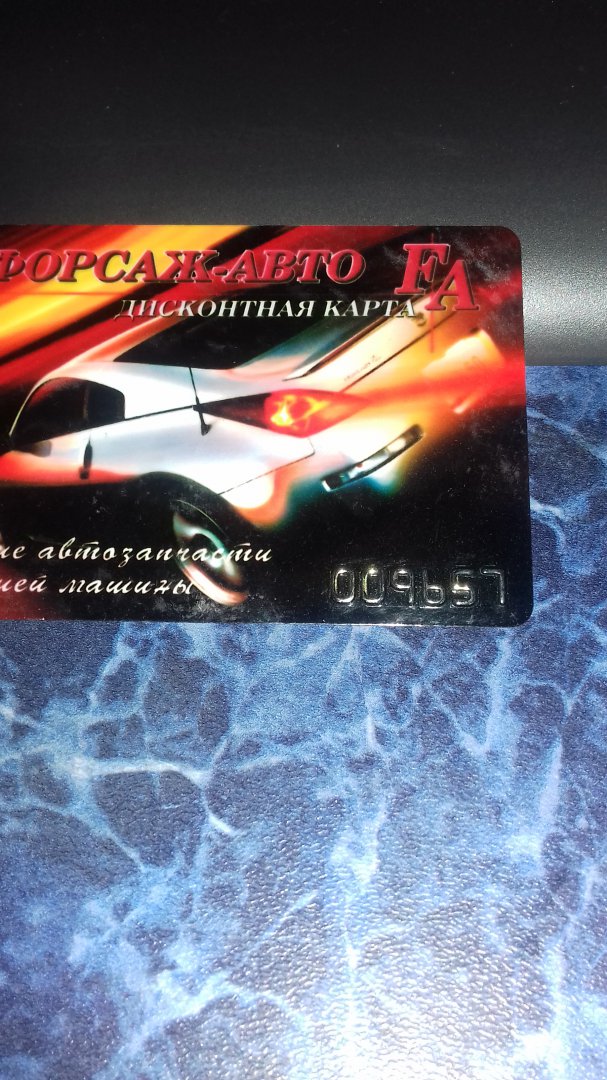 ФОРСАЖ-АВТО FA
ДИСКОНТНАЯ КАРТА
автозапчасти
машины
009657